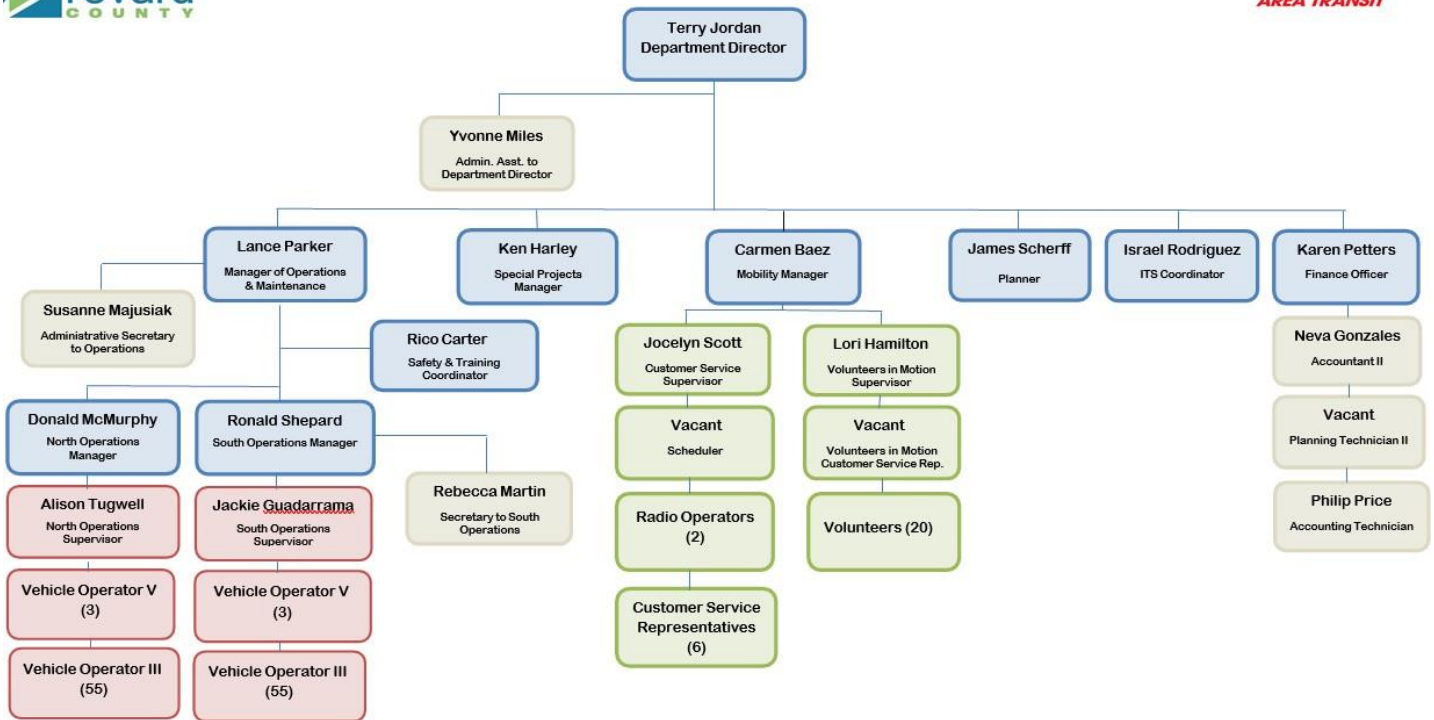 COUNTY
AREA TRANSIT
Terry Jordan
Department Director
Yvonne Miles
Admin. Asst. to
Department Director
Lance Parker
Manager of Operations
& Maintenance
Ken Harley
Special Projects
Manager
Carmen Baez
Mobility Manager
James Scherff
Planner
Israel Rodriguez
ITS Coordinator
Karen Petters
Finance Officer
Susanne Majusiak
Administrative Secretary
to Operations
Rico Carter
Safety & Training
Coordinator
Jocelyn Scott
Customer Service
Supervisor
Lori Hamilton
Volunteers in Motion
Supervisor
Neva Gonzales
Accountant II
Donald McMurphy
North Operations
Manager
Ronald Shepard
South Operations Manager
Vacant
Scheduler
Vacant
Volunteers in Motion
Customer Service Rep.
Vacant
Planning Technician II
Rebecca Martin
Secretary to South
Operations
Alison Tugwell
North Operations
Supervisor
Jackie Guadarrama
South Operations
Supervisor
Radio Operators
(2)
Volunteers (20)
Philip Price
Accounting Technician
Vehicle Operator V
(3)
Vehicle Operator V
(3)
Customer Service
Representatives
(6)
Vehicle Operator III
(55)
Vehicle Operator III
(55)